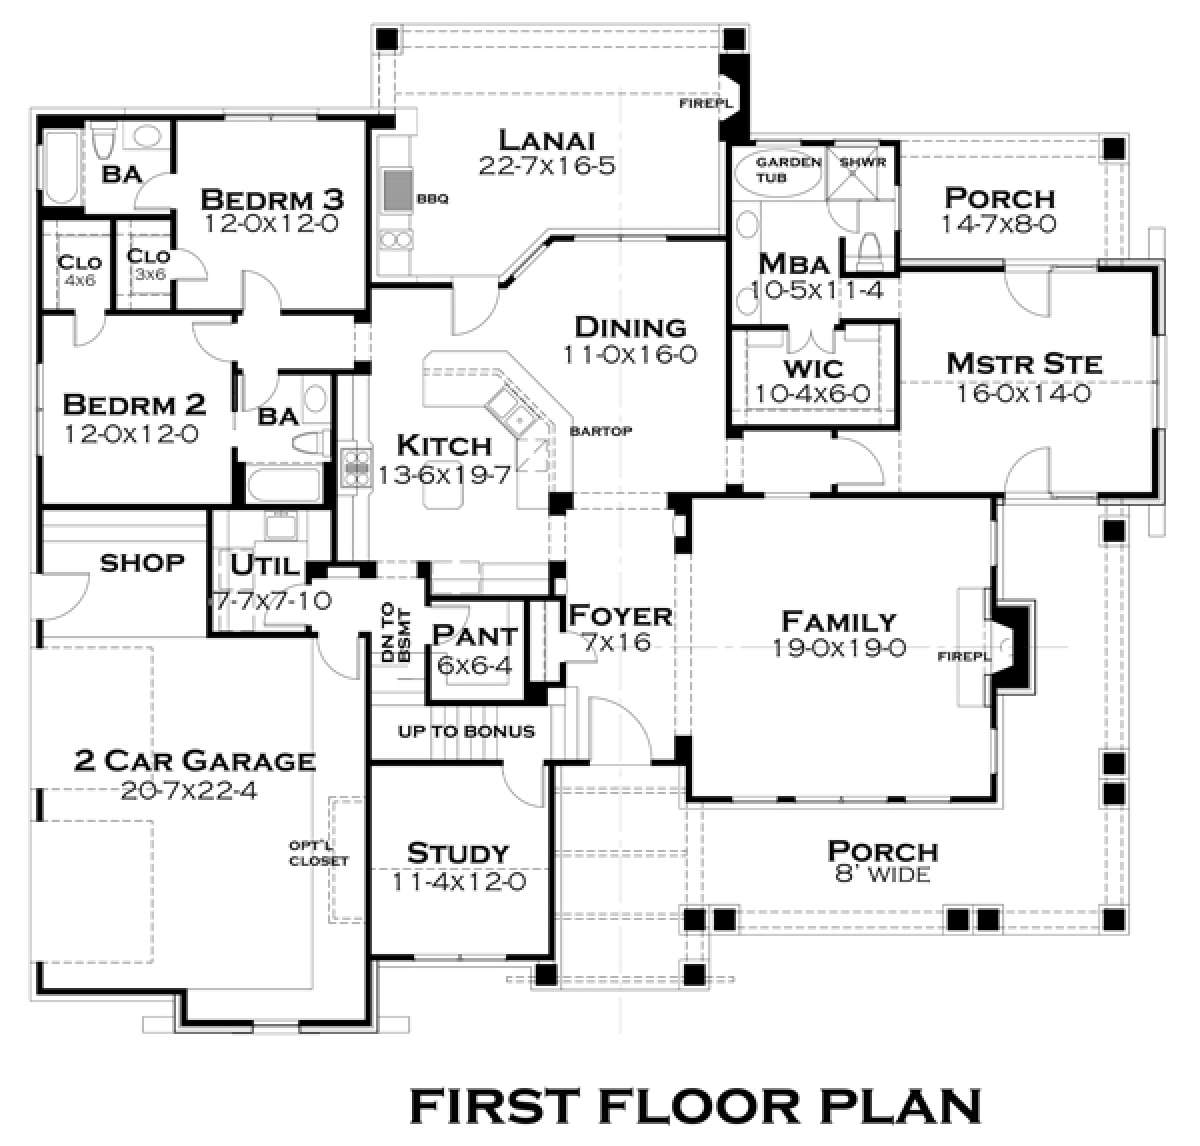 FIREPL
LANAI
22-7x16-5
BBQ
BA
BEDRM 3
12-0x12-0
CLO
4x6
CLO
3x6
GARDEN
TUB
SHWR
PORCH
14-7x8-0
MBA
10-5x11-4
DINING
11-0x16-0
WIC
10-4x6-0
MSTR STE
16-0x14-0
BEDRM 2
12-0x12-0
BA
KITCH
13-6x19-7
BARTOP
SHOP
UTIL
7-7x7-10
DN TO
BSMT
PANT
6x6-4
FOYER
7x16
FAMILY
19-0x19-0
FIREPL
UP TO BONUS
2 CAR GARAGE
20-7x22-4
OPT'L
CLOSET
STUDY
11-4x12-0
PORCH
8' WIDE
FIRST FLOOR PLAN